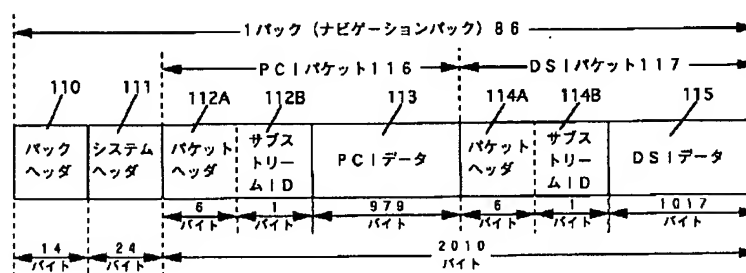 1パック (ナビゲーションパック) 86
PCIパケット116
DSIパケット117
110
111
112A
112B
113
114A
114B
115
パック
ヘッダ
システム
ヘッダ
パケット
ヘッダ
サブス
トリー
ムID
PCIデータ
パケット
ヘッダ
サブス
トリー
ムID
DSIデータ
6
バイト
1
バイト
979
バイト
6
バイト
1
バイト
1017
バイト
14
バイト
24
バイト
2010
バイト